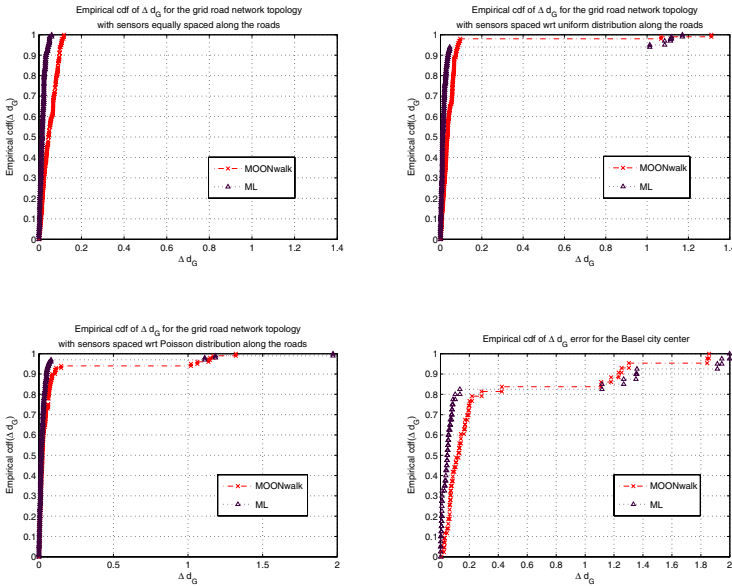 Empirical cdf of Δ d_G for the grid road network topology
with sensors equally spaced along the roads
Empirical cdf(Δ d_G)
1
0.9
0.8
0.7
0.6
0.5
0.4
0.3
0.2
0.1
0
0 0.2 0.4 0.6 0.8 1 1.2 1.4
Δ d_G
MOONwalk
ML
Empirical cdf of Δ d_G for the grid road network topology
with sensors spaced wrt uniform distribution along the roads
Empirical cdf(Δ d_G)
1
0.9
0.8
0.7
0.6
0.5
0.4
0.3
0.2
0.1
0
0 0.2 0.4 0.6 0.8 1 1.2 1.4
Δ d_G
MOONwalk
ML
Empirical cdf of Δ d_G for the grid road network topology
with sensors spaced wrt Poisson distribution along the roads
Empirical cdf(Δ d_G)
1
0.9
0.8
0.7
0.6
0.5
0.4
0.3
0.2
0.1
0
0 0.5 1 1.5 2
Δ d_G
MOONwalk
ML
Empirical cdf of Δ d_G error for the Basel city center
Empirical cdf(Δ d_G)
1
0.9
0.8
0.7
0.6
0.5
0.4
0.3
0.2
0.1
0
0 0.2 0.4 0.6 0.8 1 1.2 1.4 1.6 1.8 2
Δ d_G
MOONwalk
ML